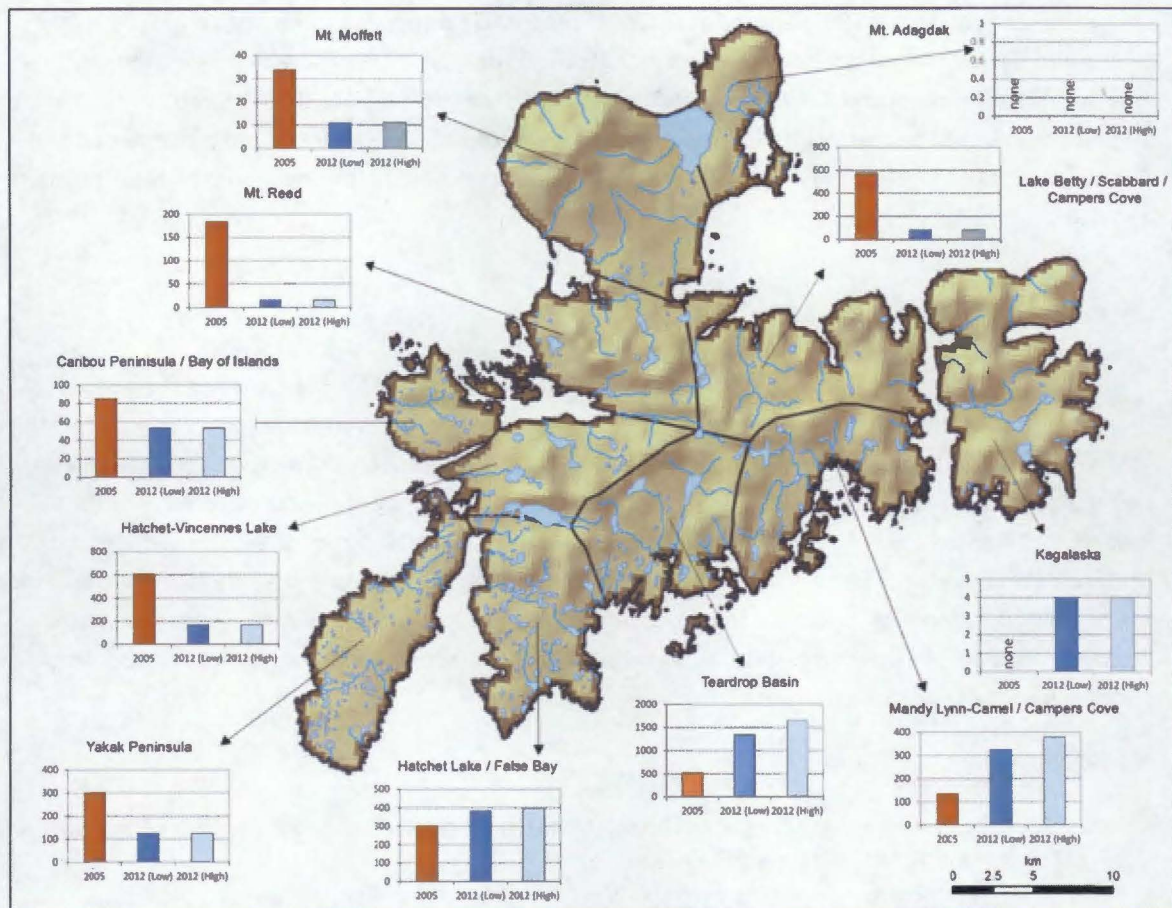 Mt. Moffett
40
30
20
10
0
2005 2012 (Low) 2012 (High)
Mt. Adagdak
1
0.8
0.6
0.4
0.2
0
none none none
2005 2012 (Low) 2012 (High)
Mt. Reed
200
150
100
50
0
2005 2012 (Low) 2012 (High)
Lake Betty / Scabbard /
Campers Cove
800
600
400
200
0
2005 2012 (Low) 2012 (High)
Caribou Peninisula / Bay of Islands
100
80
60
40
20
0
2005 2012 (Low) 2012 (High)
Hatchet-Vincennes Lake
800
600
400
200
0
2005 2012 (Low) 2012 (High)
Kagalaska
5
4
3
2
1
0
none
2005 2012 (Low) 2012 (High)
Yakak Peninsula
400
300
200
100
0
2005 2012 (Low) 2012 (High)
Hatchet Lake / False Bay
500
400
300
200
100
0
2005 2012 (Low) 2012 (High)
Teardrop Basin
2000
1500
1000
500
0
2005 2012 (Low) 2012 (High)
Mandy Lynn-Camel / Campers Cove
400
300
200
100
0
2005 2012 (Low) 2012 (High)
km
0 2.5 5 10